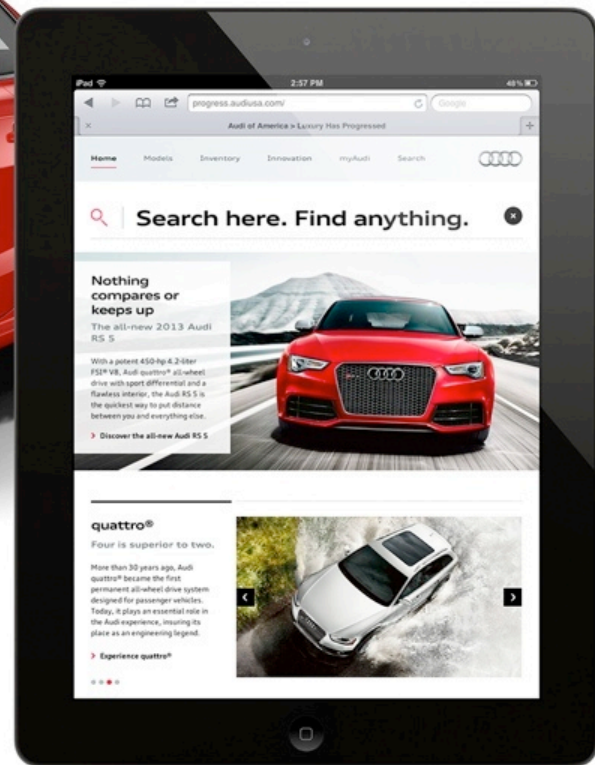 iPad
2:57 PM
48%
progress.audiusa.com/
Google
Audi of America > Luxury Has Progressed
Home Models Inventory Innovation myAudi Search
Search here. Find anything.
Nothing
compares or
keeps up
The all-new 2013 Audi
RS 5
With a potent 450-hp 4.2-liter
FSI® V8, Audi quattro® all-wheel
drive with sport differential and a
flawless interior, the Audi RS 5 is
the quickest way to put distance
between you and everything else.
Discover the all-new Audi RS 5
quattro®
Four is superior to two.
More than 30 years ago, Audi
quattro® became the first
permanent all-wheel drive system
designed for passenger vehicles.
Today, it plays an essential role in
the Audi experience, insuring its
place as an engineering legend.
Experience quattro®